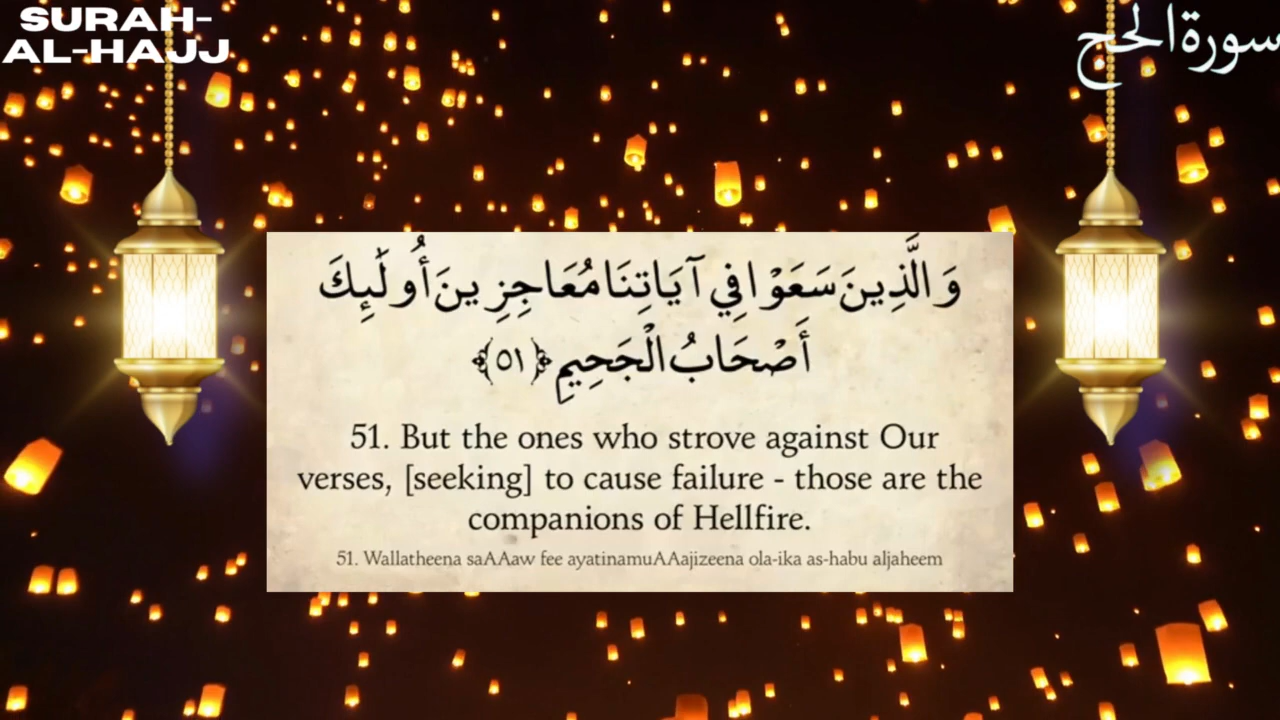 SURAH-
AL-HAJJ
سورة الحج
وَالَّذِينَ سَعَوْا فِي آيَاتِنَا مُعَاجِزِينَ أُولَٰئِكَ
أَصْحَابُ الْجَحِيمِ ﴿٥١﴾
51. But the ones who strove against Our
verses, [seeking] to cause failure - those are the
companions of Hellfire.
51. Wallatheena saAAaw fee ayatinamuAAajizeena ola-ika as-habu aljaheem